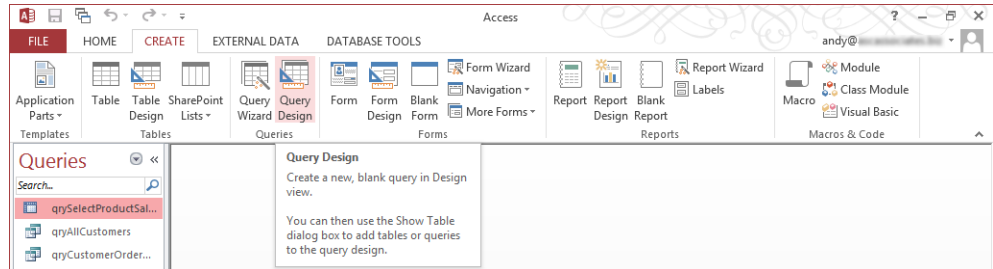 Access
?
FILE HOME CREATE EXTERNAL DATA DATABASE TOOLS andy@
Application Parts
Table
Table Design
SharePoint Lists
Query Wizard
Query Design
Form
Form Design
Blank Form
Form Wizard
Navigation
More Forms
Report
Report Design
Blank Report
Report Wizard
Labels
Macro
Module
Class Module
Visual Basic
Templates Tables Queries Forms Reports Macros & Code
Queries
Search...
qrySelectProductSal...
qryAllCustomers
qryCustomerOrder...
Query Design
Create a new, blank query in Design
view.
You can then use the Show Table
dialog box to add tables or queries
to the query design.